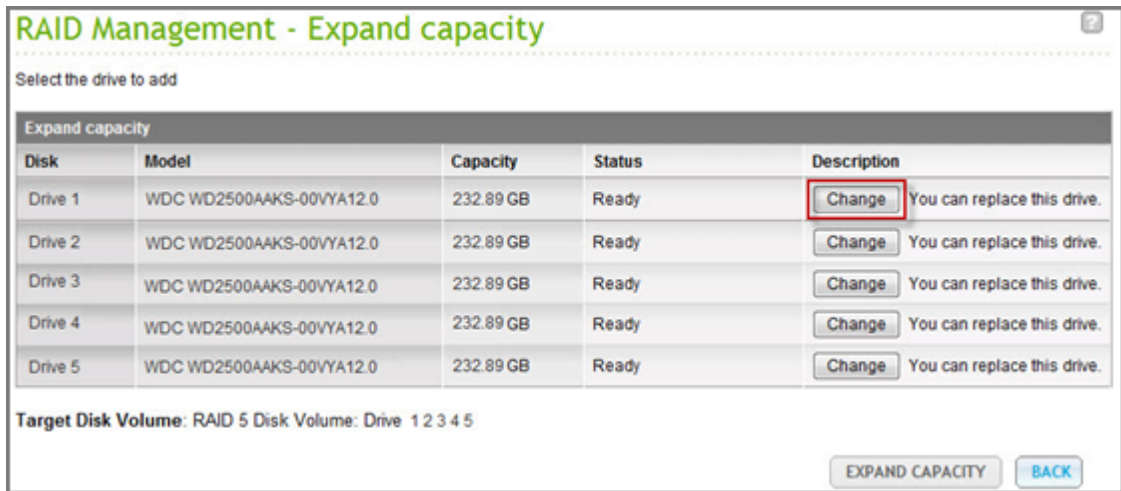 RAID Management - Expand capacity
?
Select the drive to add
Expand capacity
Disk Model Capacity Status Description
Drive 1 WDC WD2500AAKS-00VYA12.0 232.89 GB Ready Change You can replace this drive.
Drive 2 WDC WD2500AAKS-00VYA12.0 232.89 GB Ready Change You can replace this drive.
Drive 3 WDC WD2500AAKS-00VYA12.0 232.89 GB Ready Change You can replace this drive.
Drive 4 WDC WD2500AAKS-00VYA12.0 232.89 GB Ready Change You can replace this drive.
Drive 5 WDC WD2500AAKS-00VYA12.0 232.89 GB Ready Change You can replace this drive.
Target Disk Volume: RAID 5 Disk Volume: Drive 1 2 3 4 5
EXPAND CAPACITY BACK